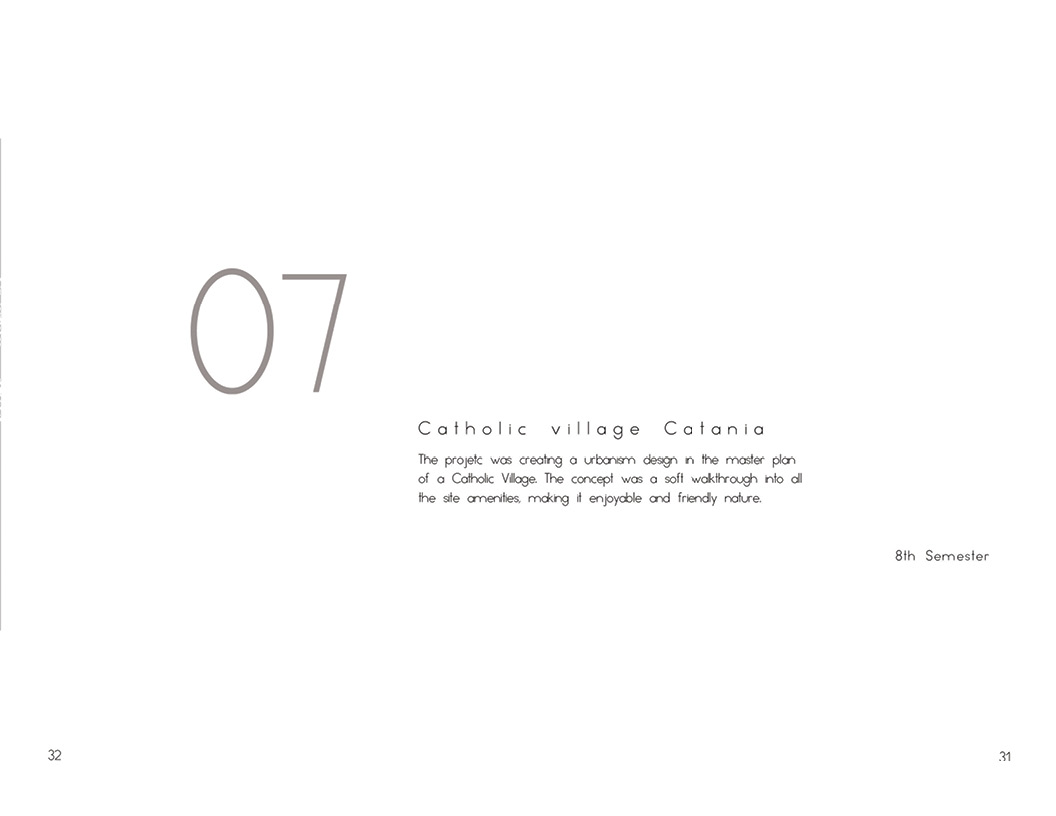 07
Catholic village Catania
The projetc was creating a urbanism design in the master plan
of a Catholic Village. The concept was a soft walkthrough into all
the site amenities, making it enjoyable and friendly nature.
8th Semester
32
31